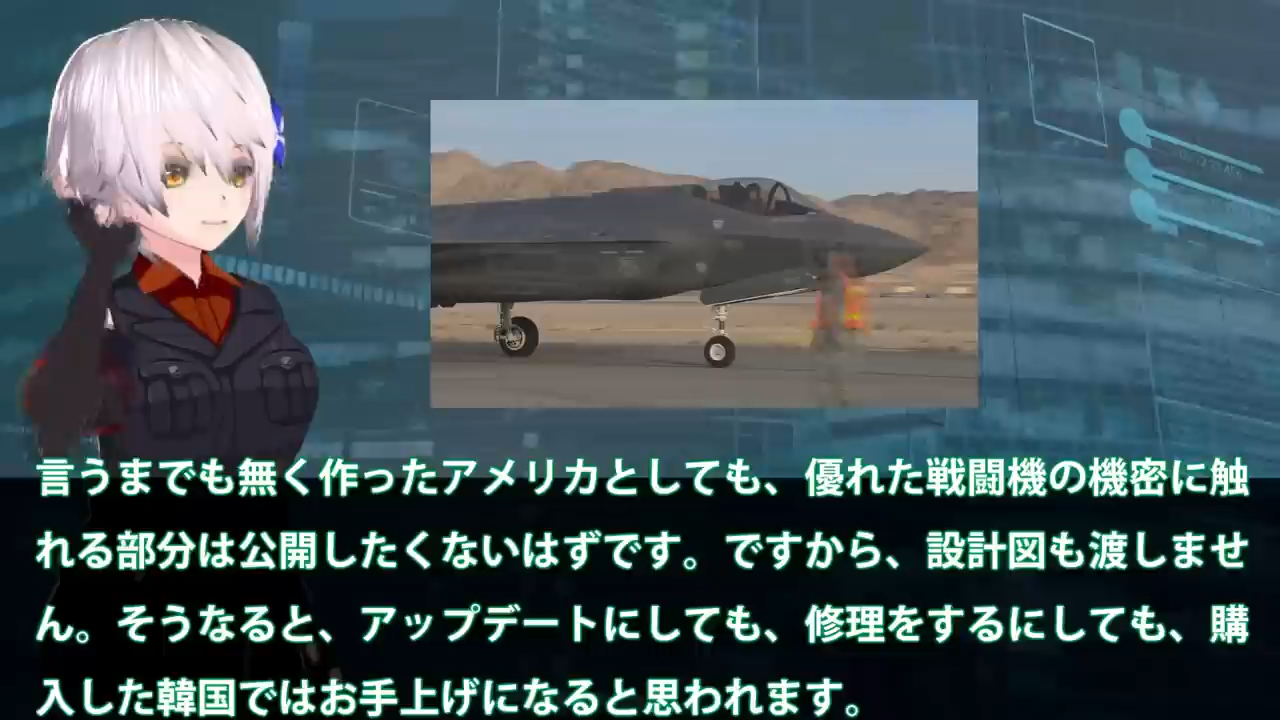 言うまでも無く作ったアメリカとしても、優れた戦闘機の機密に触
れる部分は公開したくないはずです。ですから、設計図も渡しませ
ん。そうなると、アップデートにしても、修理をするにしても、購
入した韓国ではお手上げになると思われます。